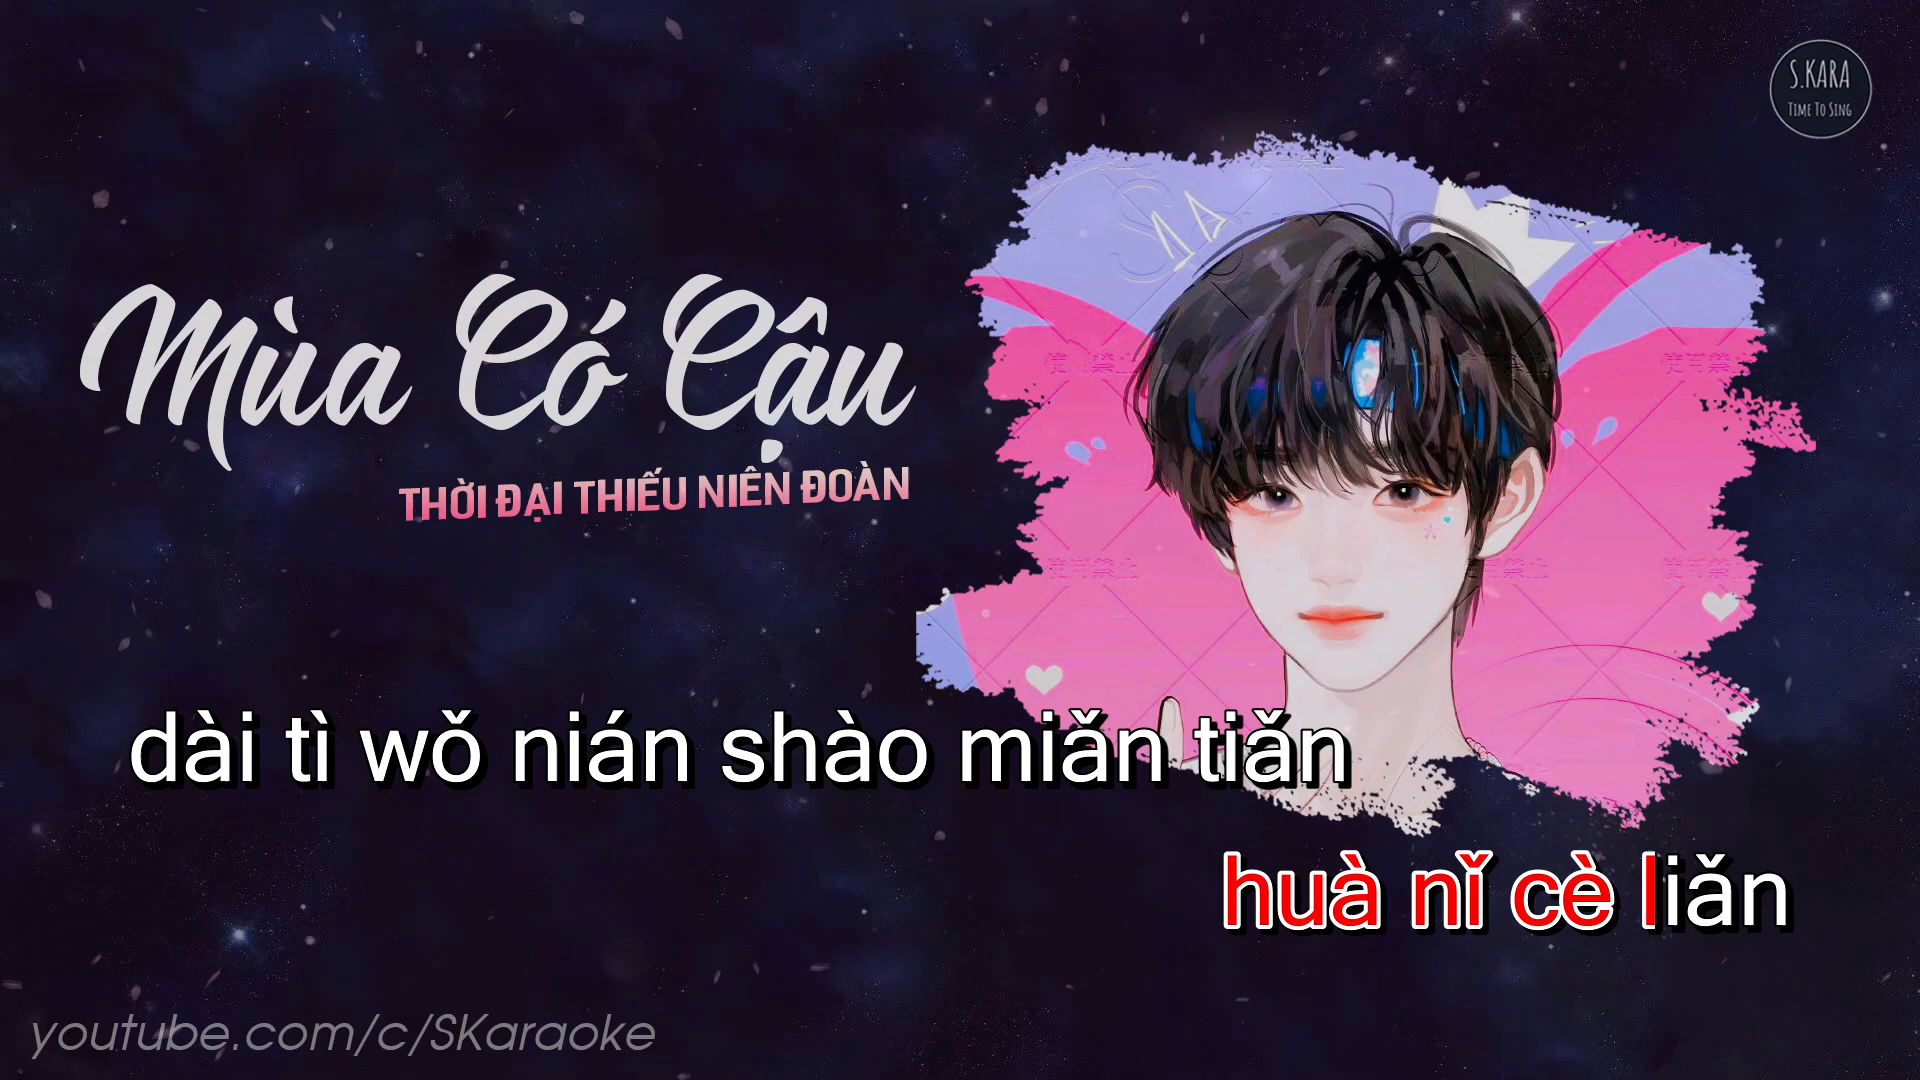 S.KARA
TIME TO SING
Mùa Có Cậu
THỜI ĐẠI THIẾU NIÊN ĐOÀN
dài tì wǒ nián shào miǎn tiǎn
huà nǐ cè liǎn
youtube.com/c/SKaraoke